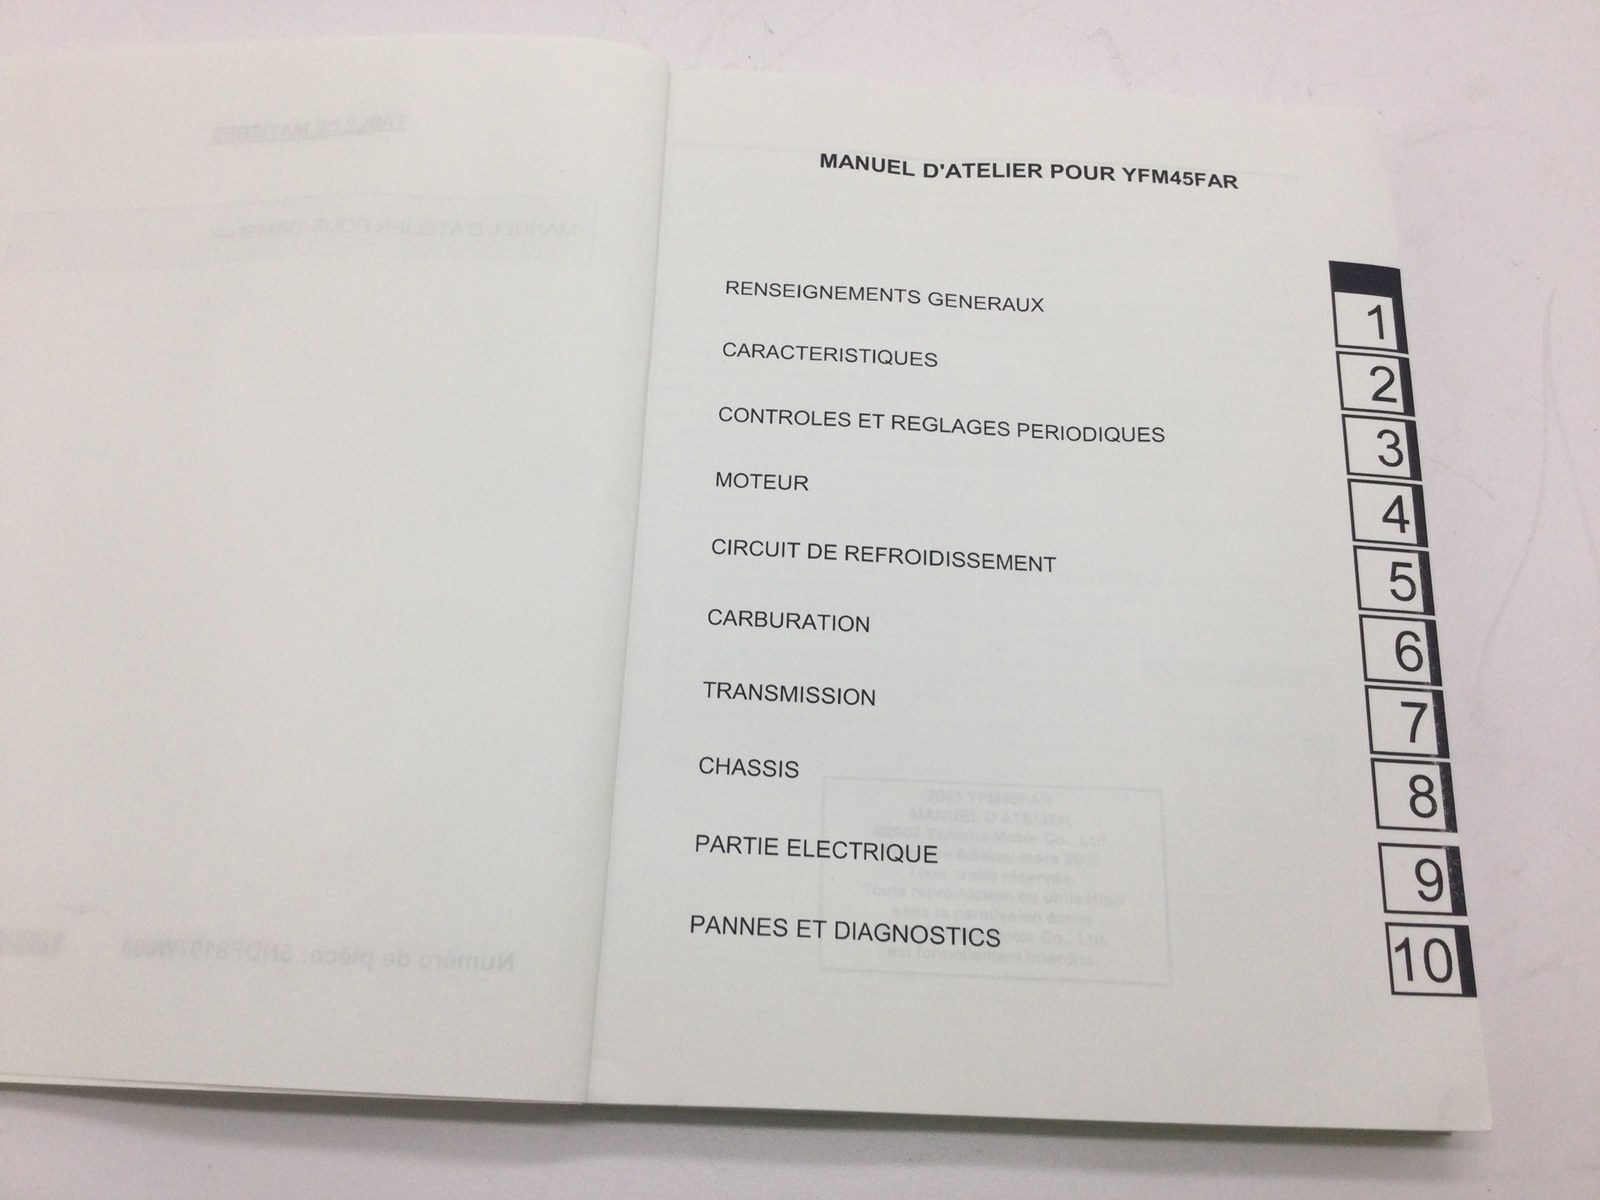 MANUEL D'ATELIER POUR YFM45FAR
RENSEIGNEMENTS GENERAUX
1
CARACTERISTIQUES
2
CONTROLES ET REGLAGES PERIODIQUES
3
MOTEUR
4
CIRCUIT DE REFROIDISSEMENT
5
CARBURATION
6
TRANSMISSION
7
CHASSIS
8
PARTIE ELECTRIQUE
9
PANNES ET DIAGNOSTICS
10